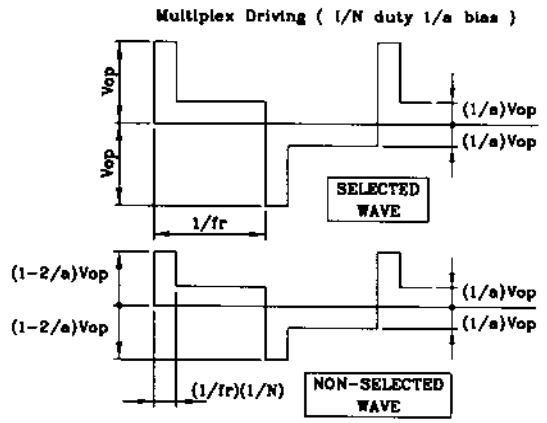 Multiplex Driving ( 1/N duty 1/a bias )
Vop
Vop
(1/a)Vop
(1/a)Vop
SELECTED
WAVE
1/fr
(1-2/a)Vop
(1-2/a)Vop
(1/a)Vop
(1/a)Vop
(1/fr)(1/N)
NON-SELECTED
WAVE